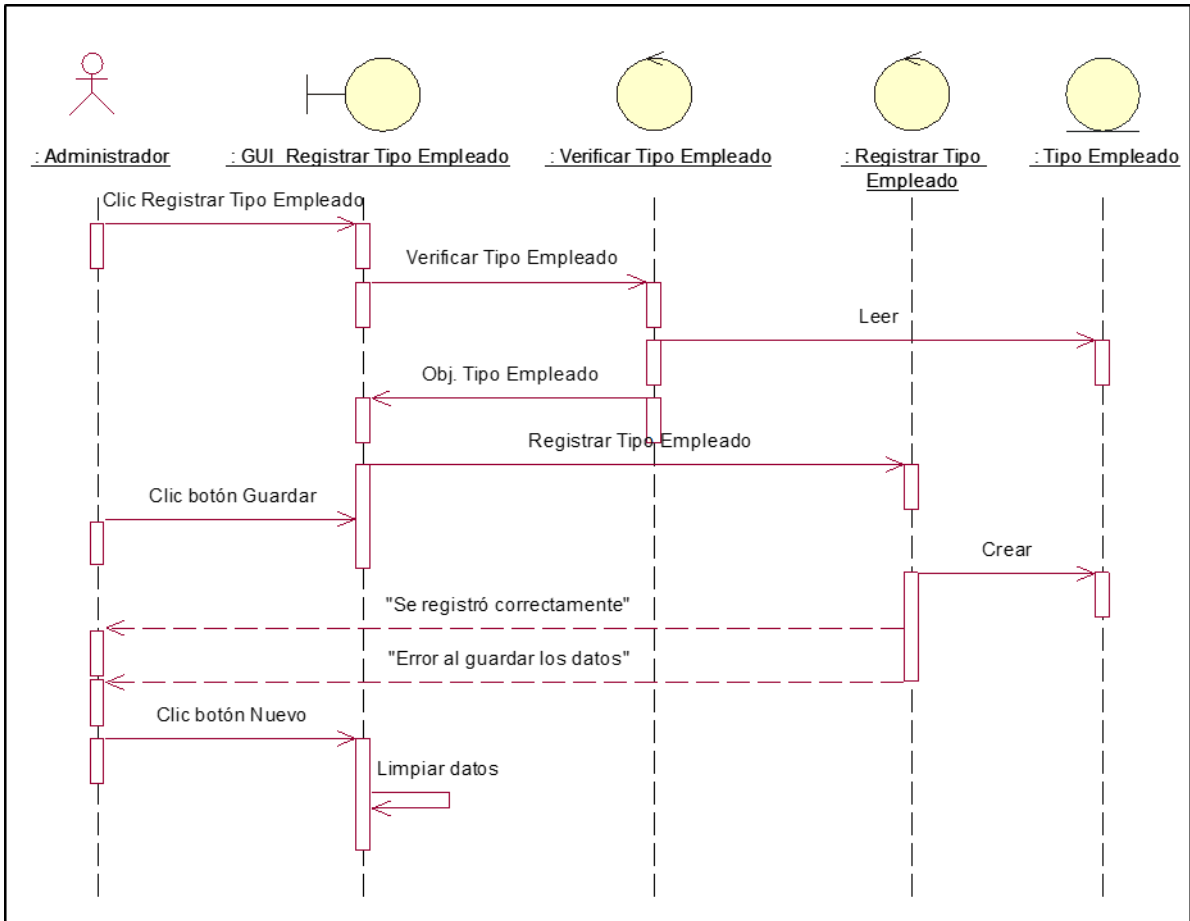 : Administrador
: GUI_Registrar Tipo Empleado
: Verificar Tipo Empleado
: Registrar Tipo
Empleado
: Tipo Empleado
Clic Registrar Tipo Empleado
Verificar Tipo Empleado
Leer
Obj. Tipo Empleado
Registrar Tipo Empleado
Clic botón Guardar
Crear
"Se registró correctamente"
"Error al guardar los datos"
Clic botón Nuevo
Limpiar datos